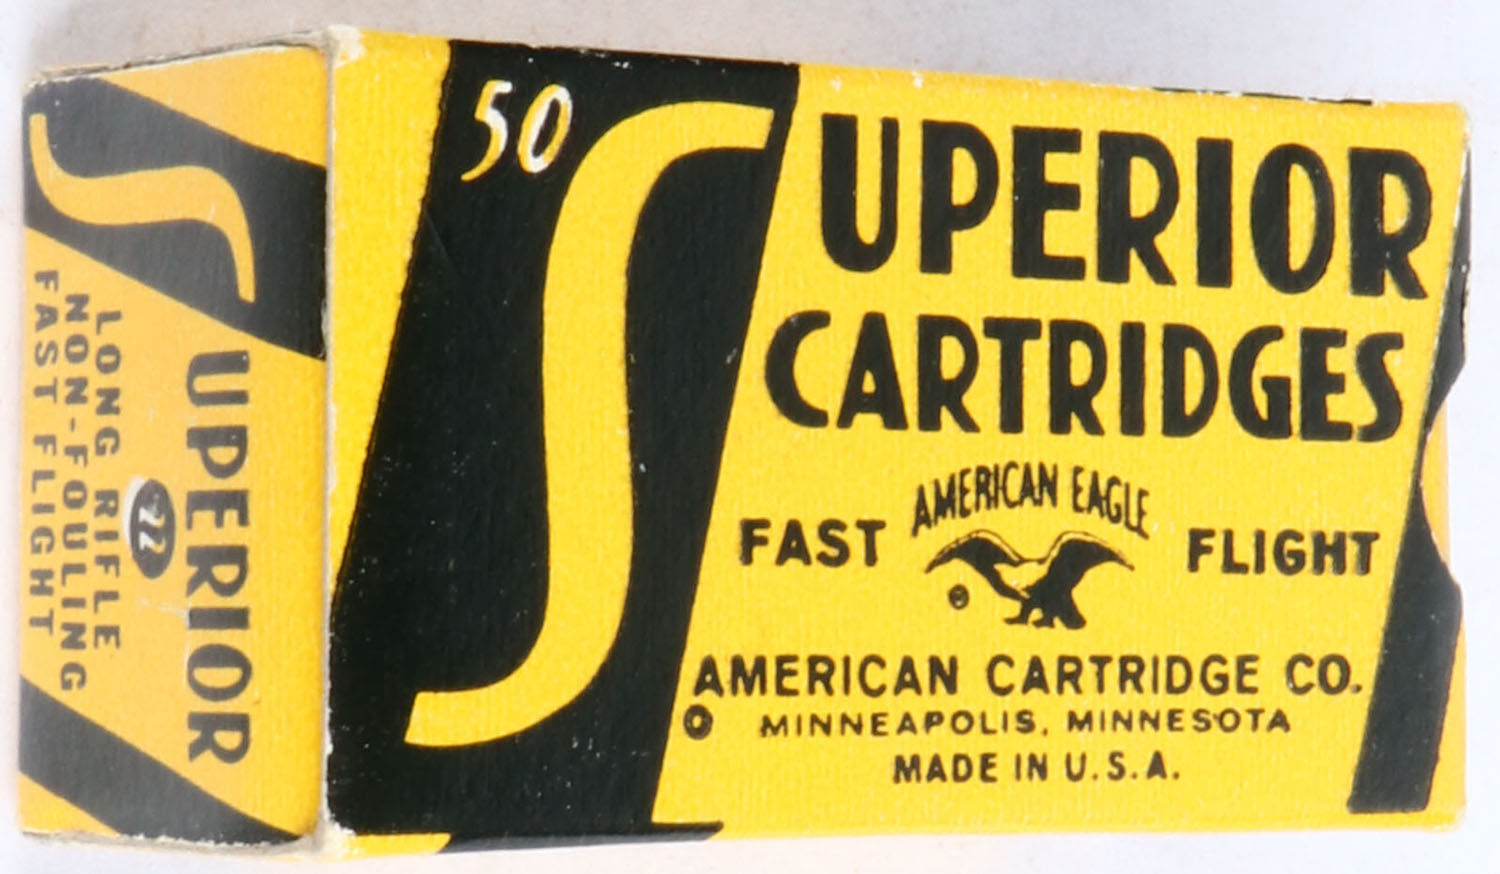 50
SUPERIOR
CARTRIDGES
AMERICAN EAGLE
FAST FLIGHT
®
AMERICAN CARTRIDGE CO.
MINNEAPOLIS, MINNESOTA
MADE IN U.S.A.
SUPERIOR
22
LONG RIFLE
NON-FOULING
FAST FLIGHT